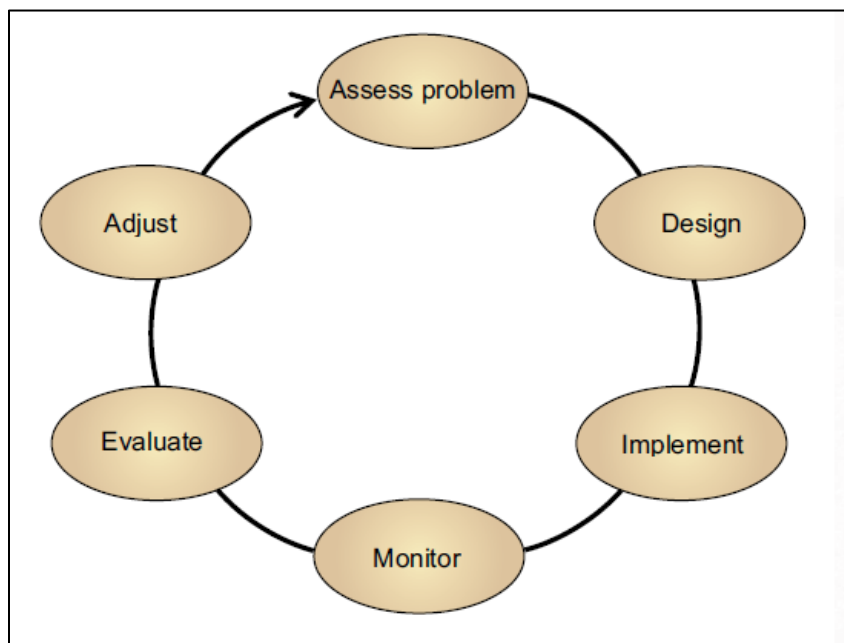 Assess problem
Design
Implement
Monitor
Evaluate
Adjust